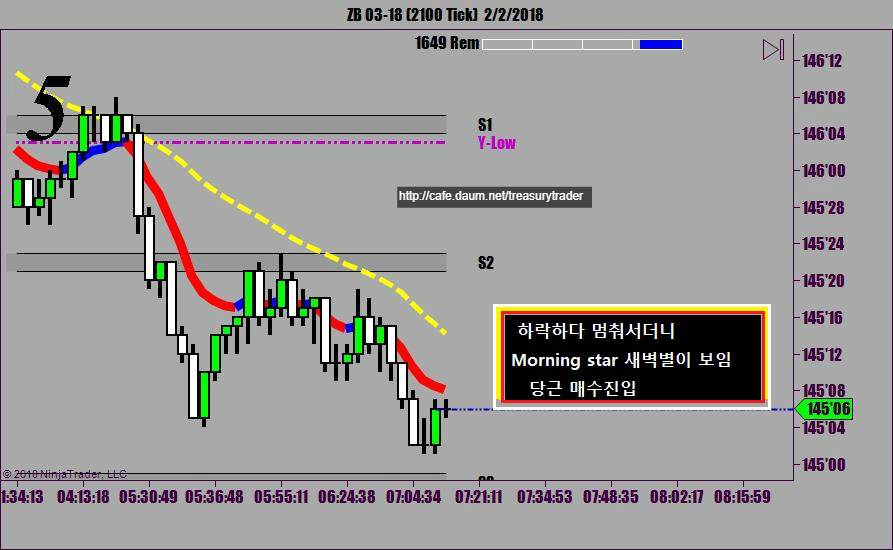 ZB 03-18 (2100 Tick) 2/2/2018
1649 Rem
5
146'12
146'08
S1
146'04
Y-Low
146'00
http://cafe.daum.net/treasurytrader
145'28
145'24
S2
145'20
145'16
하락하다 멈춰서더니
Morning star 새벽별이 보임
당근 매수진입
145'12
145'08
145'06
145'04
145'00
© 2018 NinjaTrader, LLC
1:34:13 04:13:18 05:30:49 05:36:48 05:55:11 06:24:38 07:04:34 07:21:11 07:34:53 07:48:35 08:02:17 08:15:59